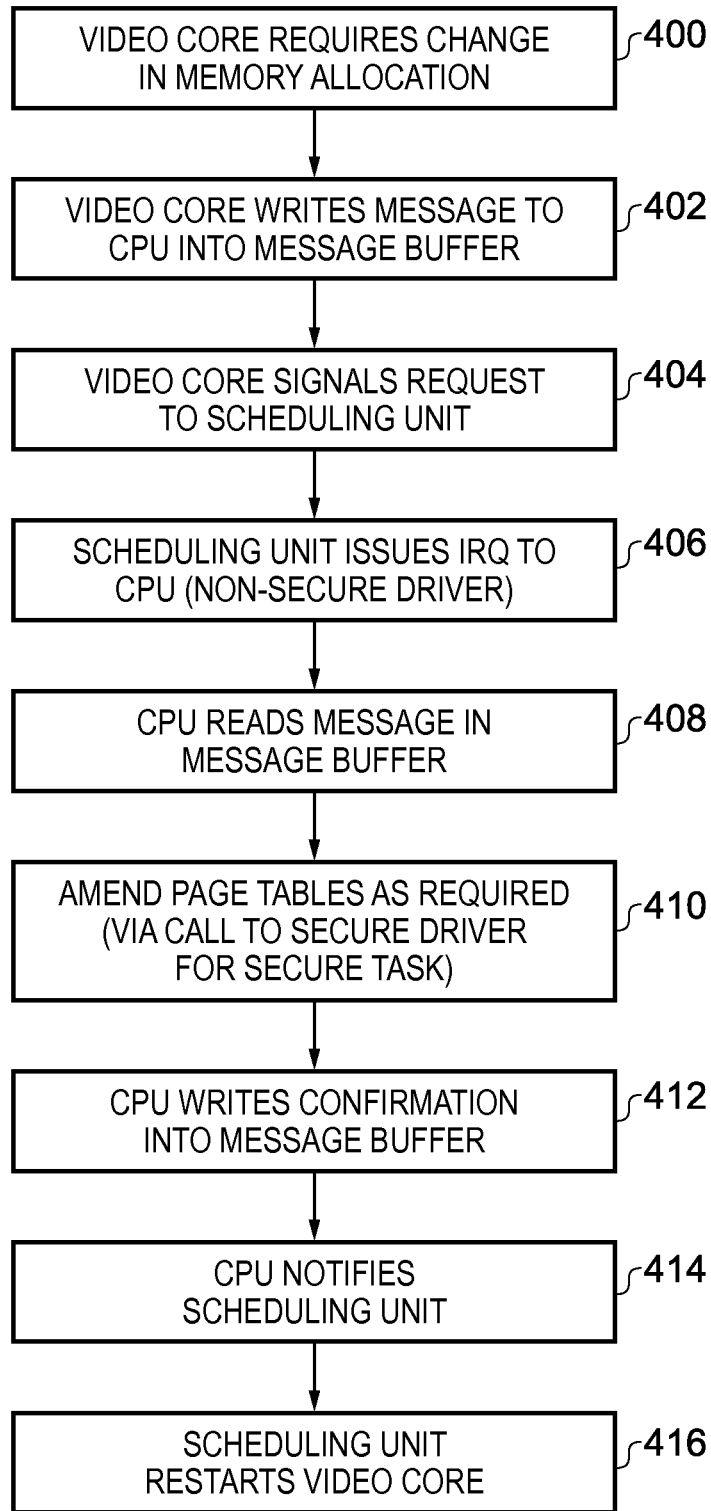 VIDEO CORE REQUIRES CHANGE
IN MEMORY ALLOCATION
400
VIDEO CORE WRITES MESSAGE TO
CPU INTO MESSAGE BUFFER
402
VIDEO CORE SIGNALS REQUEST
TO SCHEDULING UNIT
404
SCHEDULING UNIT ISSUES IRQ TO
CPU (NON-SECURE DRIVER)
406
CPU READS MESSAGE IN
MESSAGE BUFFER
408
AMEND PAGE TABLES AS REQUIRED
(VIA CALL TO SECURE DRIVER
FOR SECURE TASK)
410
CPU WRITES CONFIRMATION
INTO MESSAGE BUFFER
412
CPU NOTIFIES
SCHEDULING UNIT
414
SCHEDULING UNIT
RESTARTS VIDEO CORE
416